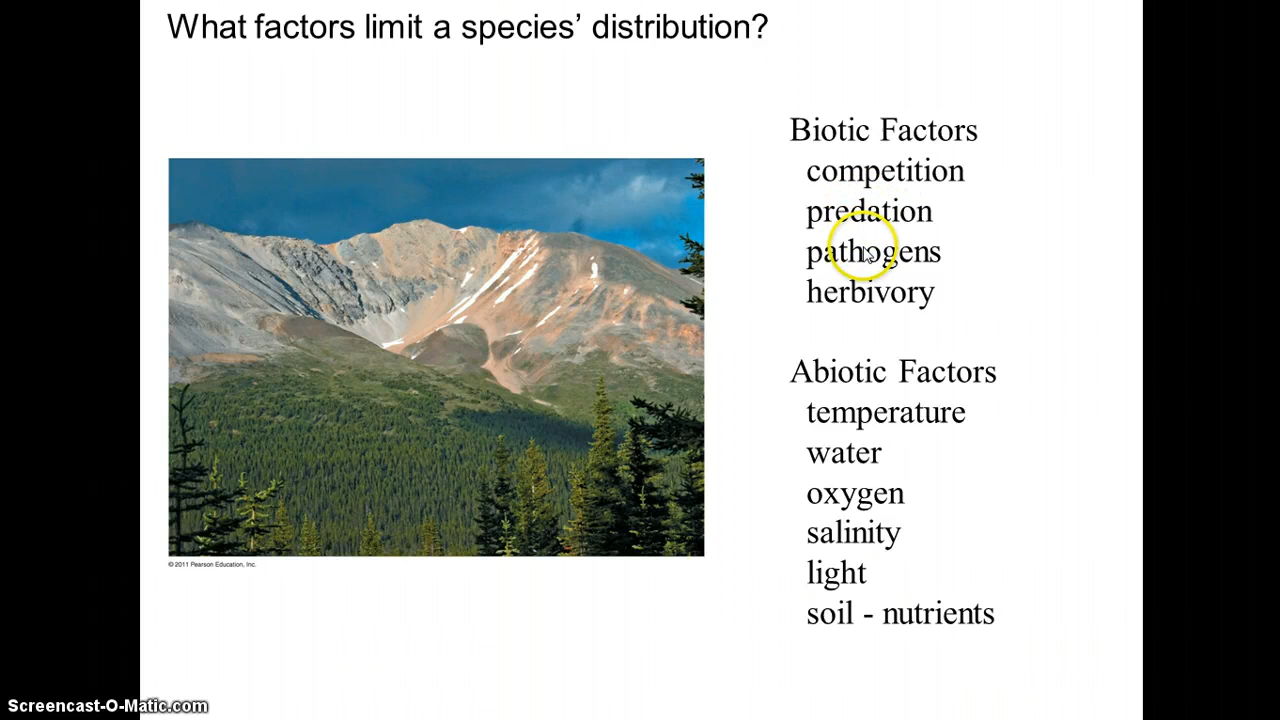 What factors limit a species’ distribution?
Biotic Factors
competition
predation
pathogens
herbivory
Abiotic Factors
temperature
water
oxygen
salinity
light
soil - nutrients
© 2011 Pearson Education, Inc.
Screencast-O-Matic.com